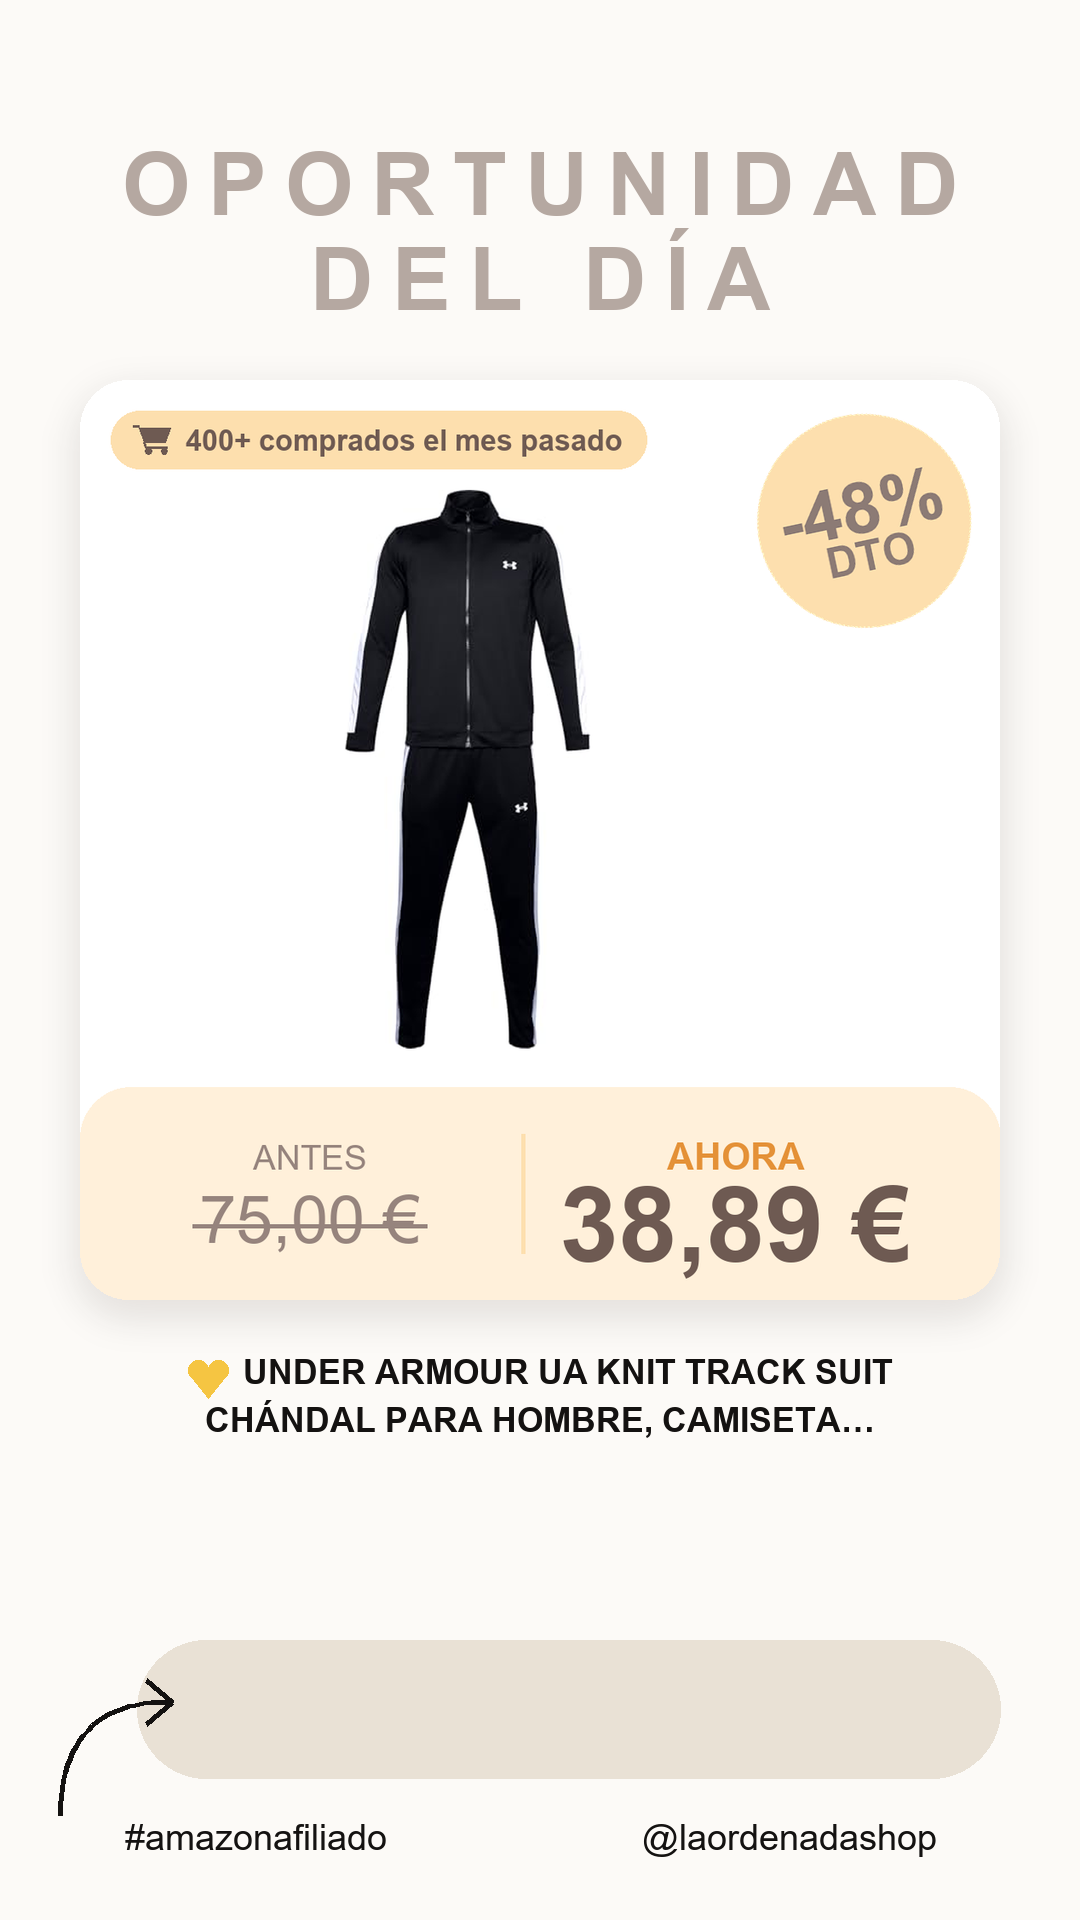 OPORTUNIDAD
DEL DÍA
400+ comprados el mes pasado
-48%
DTO
ANTES
75,00 €
AHORA
38,89 €
UNDER ARMOUR UA KNIT TRACK SUIT
CHÁNDAL PARA HOMBRE, CAMISETA...
#amazonafiliado
@laordenadashop